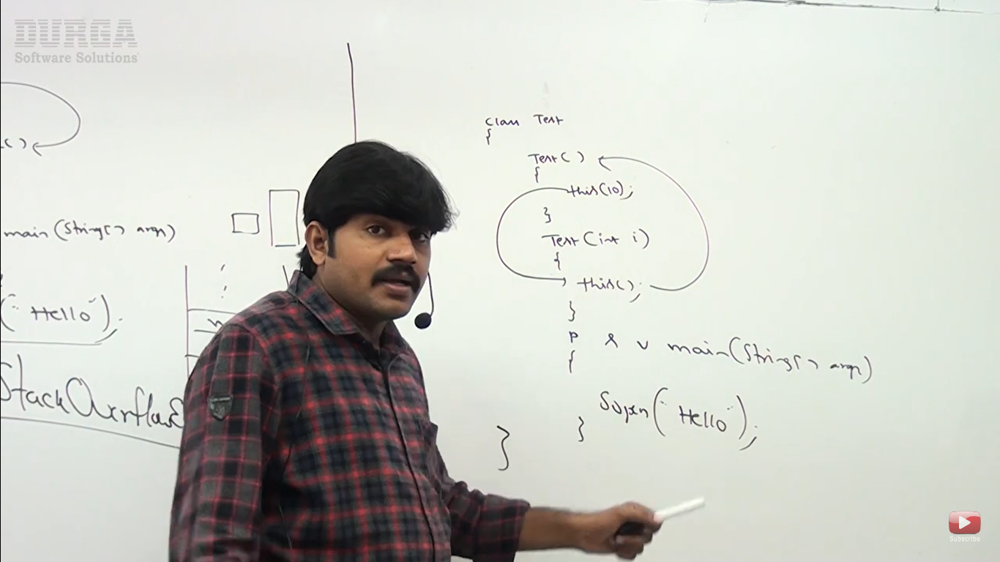 DURGA
Software Solutions
( )
main (String[] args)
(" Hello");
StackOverflowE
class Test
{
Test( )
{
this(10);
}
Test(int i)
{
this( );
}
p s v main(String[] args)
{
Sopln(" Hello");
}
}
Subscribe